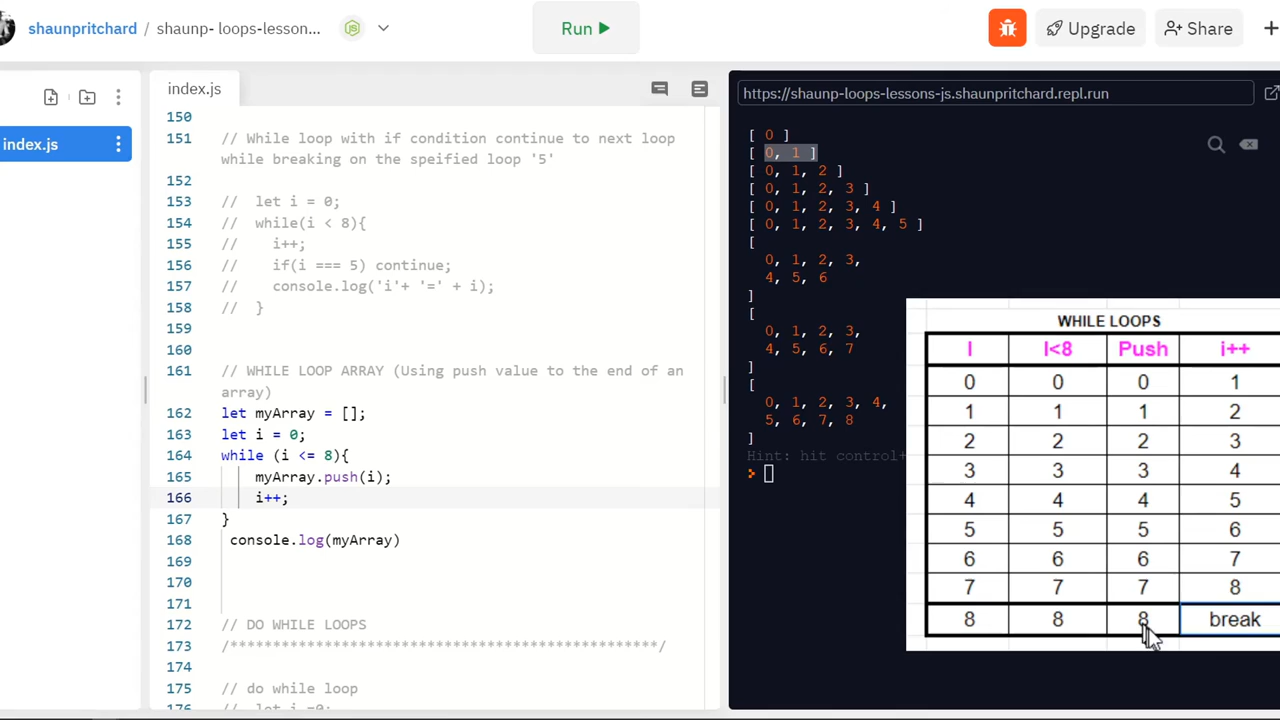 shaunpritchard / shaunp- loops-lesson...
Run
Upgrade
Share
index.js
index.js
150
151 // While loop with if condition continue to next loop
while breaking on the speified loop '5'
152
153 // let i = 0;
154 // while(i < 8){
155 // i++;
156 // if(i === 5) continue;
157 // console.log('i'+ '=' + i);
158 // }
159
160
161 // WHILE LOOP ARRAY (Using push value to the end of an
array)
162 let myArray = [];
163 let i = 0;
164 while (i <= 8){
165 myArray.push(i);
166 i++;
167 }
168 console.log(myArray)
169
170
171
172 // DO WHILE LOOPS
173 /**************************************************/
174
175 // do while loop
176 // let i =0;
https://shaunp-loops-lessons-js.shaunpritchard.repl.run
[ 0 ]
[ 0, 1 ]
[ 0, 1, 2 ]
[ 0, 1, 2, 3 ]
[ 0, 1, 2, 3, 4 ]
[ 0, 1, 2, 3, 4, 5 ]
[
0, 1, 2, 3,
4, 5, 6
]
[
0, 1, 2, 3,
4, 5, 6, 7
]
[
0, 1, 2, 3, 4,
5, 6, 7, 8
]
Hint: hit control+
WHILE LOOPS
I I<8 Push i++
0 0 0 1
1 1 1 2
2 2 2 3
3 3 3 4
4 4 4 5
5 5 5 6
6 6 6 7
7 7 7 8
8 8 8 break